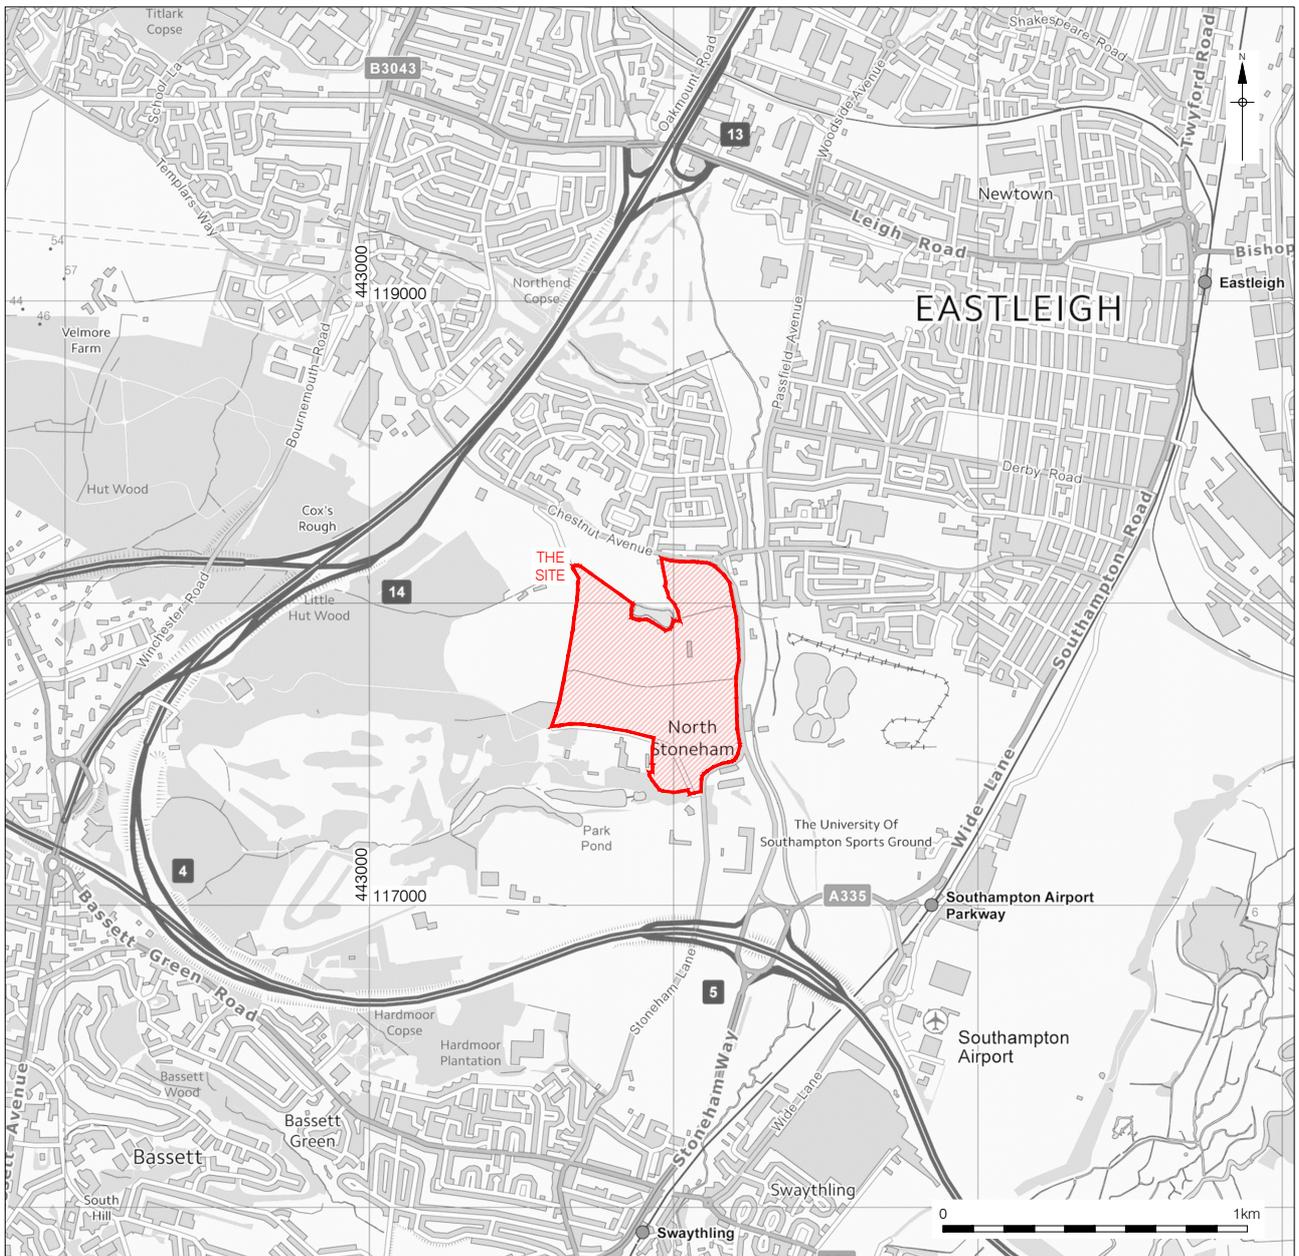 Titlark
Copse
Shakespeare Road
Twyford Road
N
B3043
School La
Oakmount Road
Woodside Avenue
13
Templars Way
Newtown
Leigh Road
Bishop
54
57
44
46
443000
119000
Northend
Copse
Eastleigh
EASTLEIGH
Velmore
Farm
Bournemouth Road
Passfield Avenue
Hut Wood
Derby Road
Cox's
Rough
Chestnut Avenue
Southampton Road
THE
SITE
14
Little
Hut Wood
Winchester Road
North
Stoneham
Wide Lane
Park
Pond
The University Of
Southampton Sports Ground
4
443000
117000
A335
Southampton Airport
Parkway
6
Bassett Green Road
Stoneham Lane
5
Hardmoor
Copse
Hardmoor
Plantation
Southampton
Airport
Bassett
Wood
Stoneham Way
Wide Lane
Bassett
Green
Bassett
ssett Avenue
South
Hill
Swaythling
Swaythling
0
1km